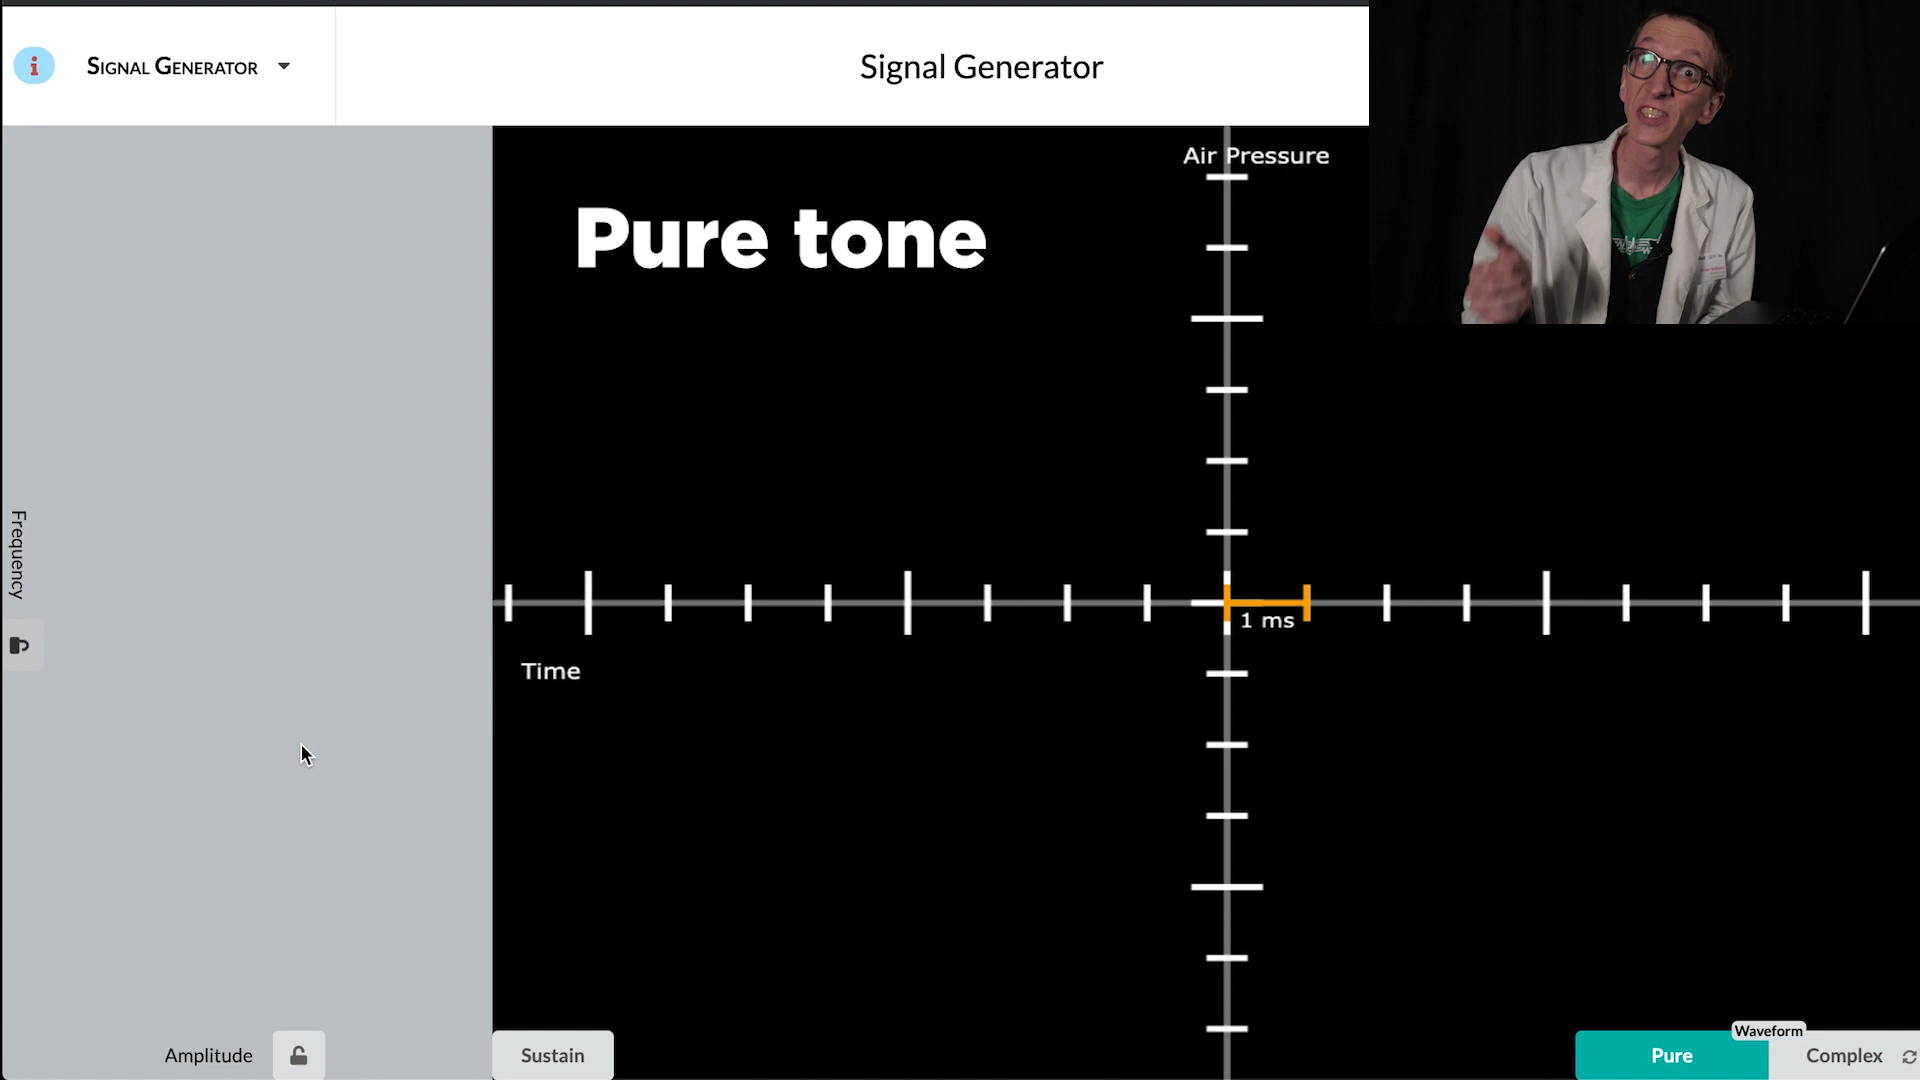 i
Signal Generator
Signal Generator
Air Pressure
Pure tone
Frequency
1 ms
Time
Amplitude
Sustain
Waveform
Pure
Complex